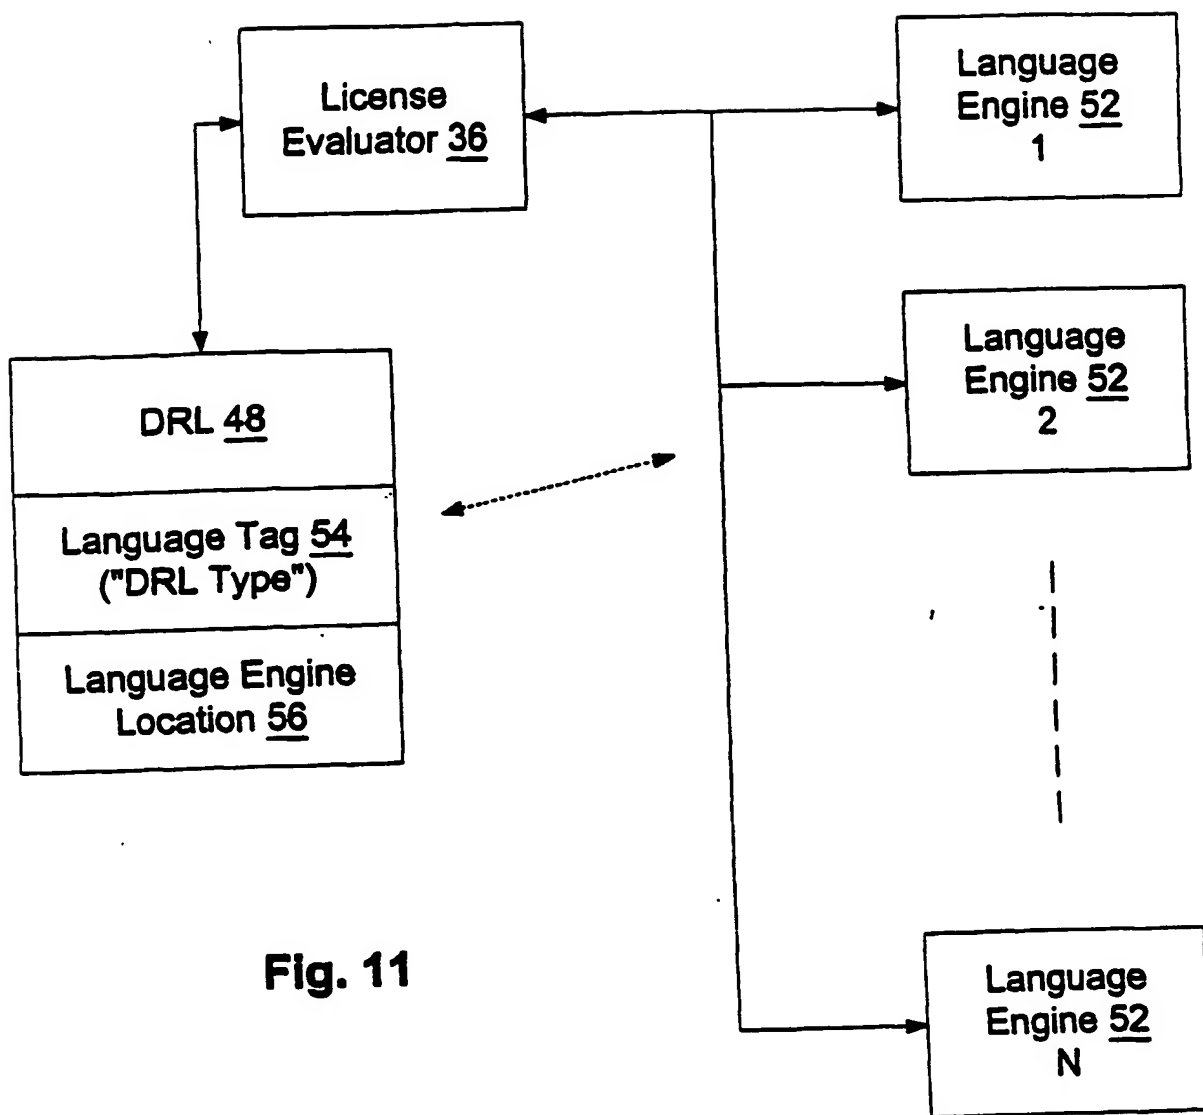 License
Evaluator 36
Language
Engine 52
1
Language
Engine 52
2
DRL 48
Language Tag 54
("DRL Type")
Language Engine
Location 56
Fig. 11
Language
Engine 52
N